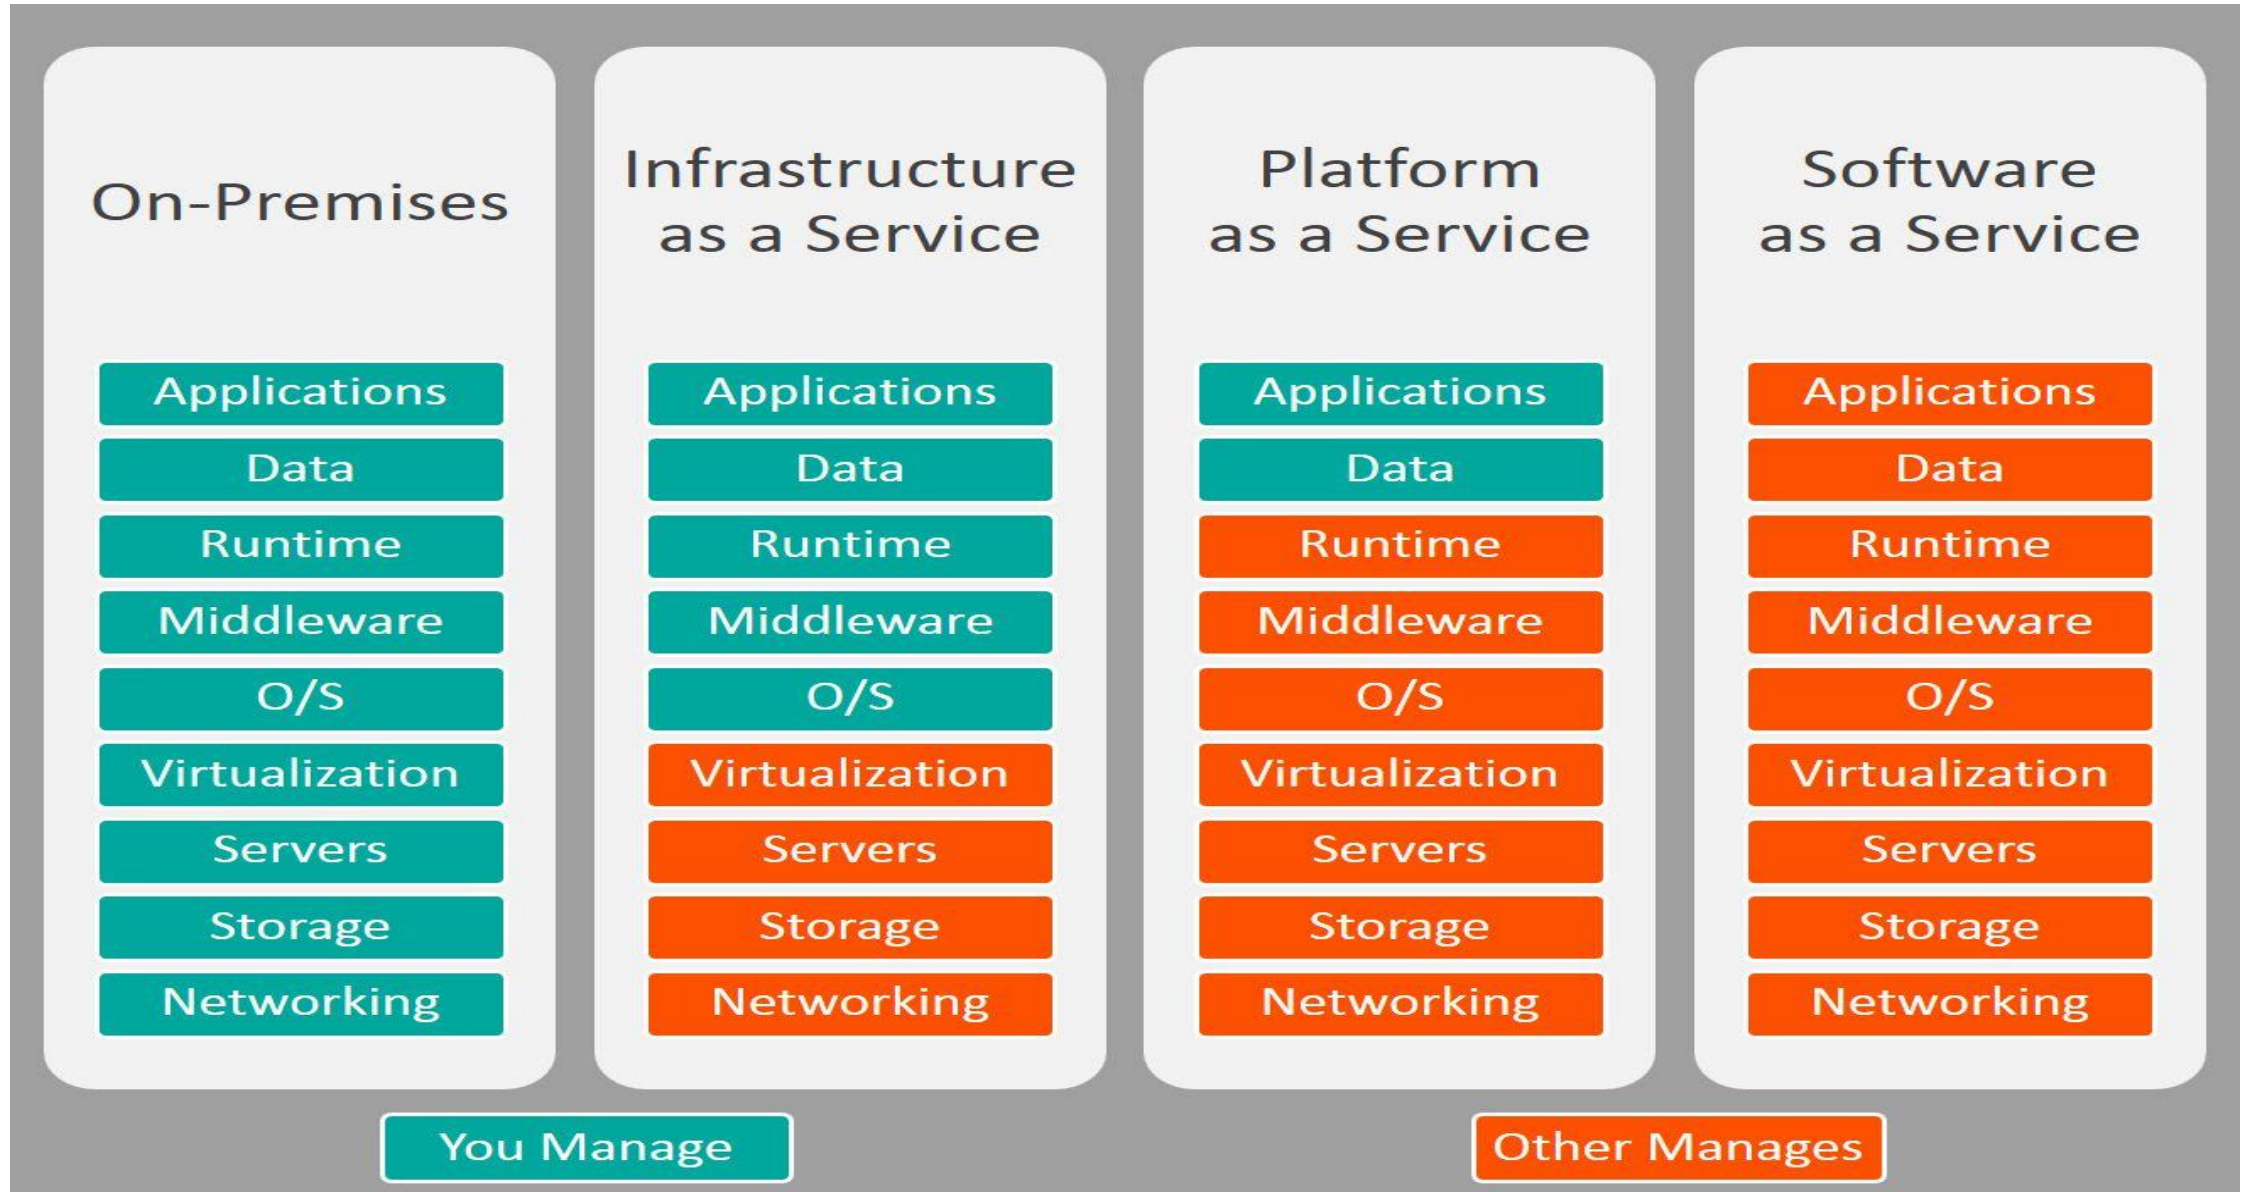 On-Premises
Applications
Data
Runtime
Middleware
O/S
Virtualization
Servers
Storage
Networking
Infrastructure
as a Service
Applications
Data
Runtime
Middleware
O/S
Virtualization
Servers
Storage
Networking
Platform
as a Service
Applications
Data
Runtime
Middleware
O/S
Virtualization
Servers
Storage
Networking
Software
as a Service
Applications
Data
Runtime
Middleware
O/S
Virtualization
Servers
Storage
Networking
You Manage
Other Manages